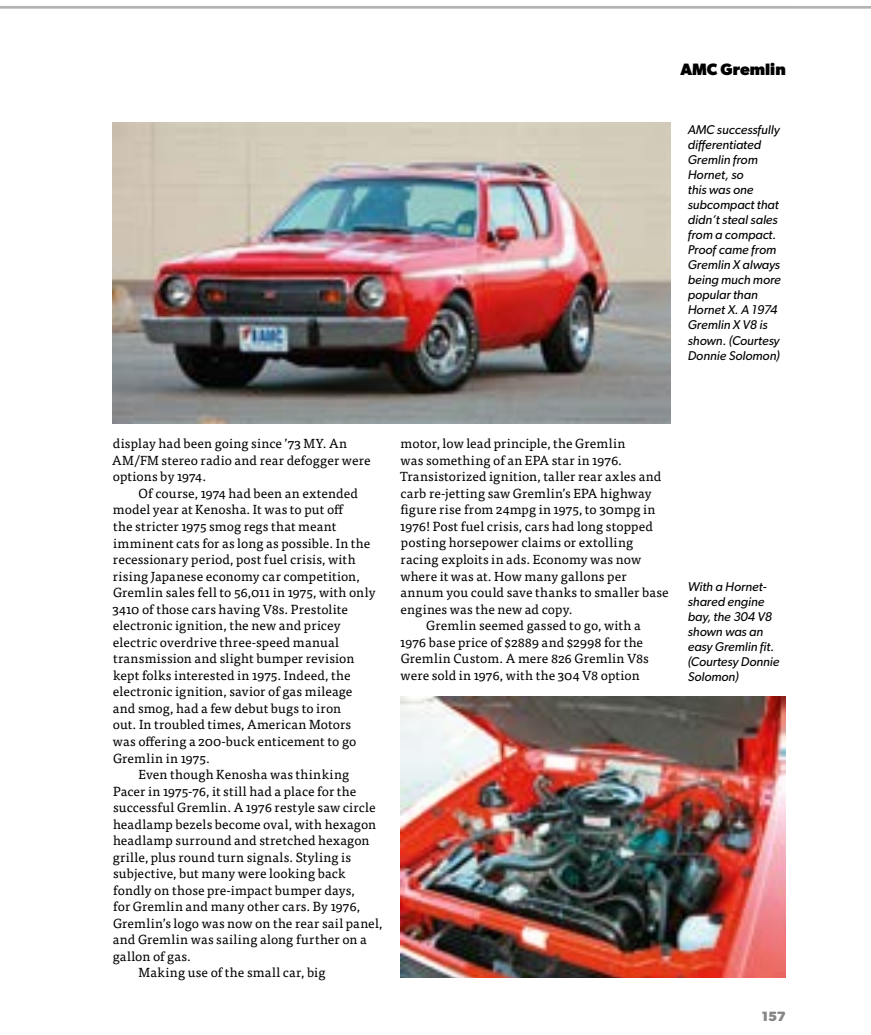 AMC Gremlin
AMC successfully
differentiated
Gremlin from
Hornet, so
this was one
subcompact that
didn't steal sales
from a compact.
Proof came from
Gremlin X always
being much more
popular than
Hornet X. A 1974
Gremlin X V8 is
shown. (Courtesy
Donnie Solomon)
AMC
display had been going since '73 MY. An
AM/FM stereo radio and rear defogger were
options by 1974.
Of course, 1974 had been an extended
model year at Kenosha. It was to put off
the stricter 1975 smog regs that meant
imminent cats for as long as possible. In the
recessionary period, post fuel crisis, with
rising Japanese economy car competition,
Gremlin sales fell to 56,011 in 1975, with only
3410 of those cars having V8s. Prestolite
electronic ignition, the new and pricey
electric overdrive three-speed manual
transmission and slight bumper revision
kept folks interested in 1975. Indeed, the
electronic ignition, savior of gas mileage
and smog, had a few debut bugs to iron
out. In troubled times, American Motors
was offering a 200-buck enticement to go
Gremlin in 1975.
Even though Kenosha was thinking
Pacer in 1975-76, it still had a place for the
successful Gremlin. A 1976 restyle saw circle
headlamp bezels become oval, with hexagon
headlamp surround and stretched hexagon
grille, plus round turn signals. Styling is
subjective, but many were looking back
fondly on those pre-impact bumper days,
for Gremlin and many other cars. By 1976,
Gremlin's logo was now on the rear sail panel,
and Gremlin was sailing along further on a
gallon of gas.
Making use of the small car, big
motor, low lead principle, the Gremlin
was something of an EPA star in 1976.
Transistorized ignition, taller rear axles and
carb re-jetting saw Gremlin's EPA highway
figure rise from 24mpg in 1975, to 30mpg in
1976! Post fuel crisis, cars had long stopped
posting horsepower claims or extolling
racing exploits in ads. Economy was now
where it was at. How many gallons per
annum you could save thanks to smaller base
engines was the new ad copy.
Gremlin seemed gassed to go, with a
1976 base price of $2889 and $2998 for the
Gremlin Custom. A mere 826 Gremlin V8s
were sold in 1976, with the 304 V8 option
With a Hornet-
shared engine
bay, the 304 V8
shown was an
easy Gremlin fit.
(Courtesy Donnie
Solomon)
157